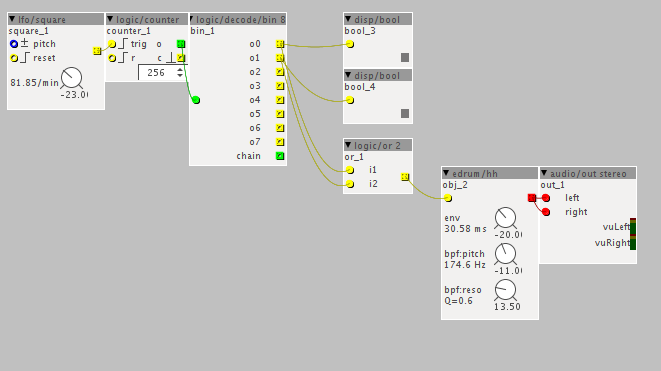 lfo/square
square_1
± pitch
reset
81.85/min
-23.00
logic/counter
counter_1
trig o
r c
256
logic/decode/bin 8
bin_1
o0
o1
o2
o3
o4
o5
o6
o7
chain
disp/bool
bool_3
disp/bool
bool_4
logic/or 2
or_1
i1
i2
edrum/hh
obj_2
env
30.58 ms
-20.00
bpf:pitch
174.6 Hz
-11.00
bpf:reso
Q=0.6
13.50
audio/out stereo
out_1
left
right
vuLeft
vuRight